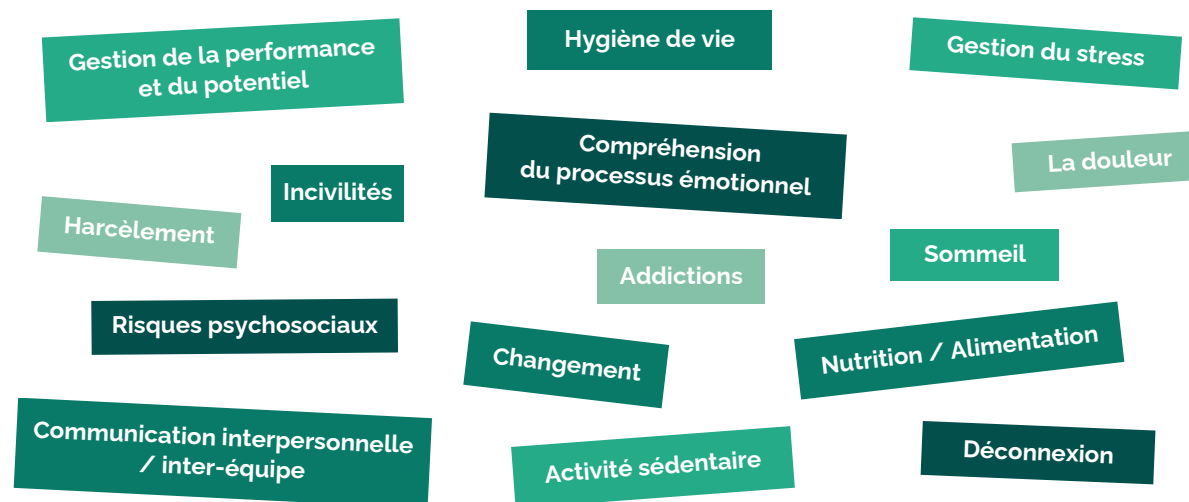 Gestion de la performance
et du potentiel
Hygiène de vie
Gestion du stress
Compréhension
du processus émotionnel
La douleur
Incivilités
Harcèlement
Sommeil
Addictions
Risques psychosociaux
Changement
Nutrition / Alimentation
Communication interpersonnelle
/ inter-équipe
Activité sédentaire
Déconnexion